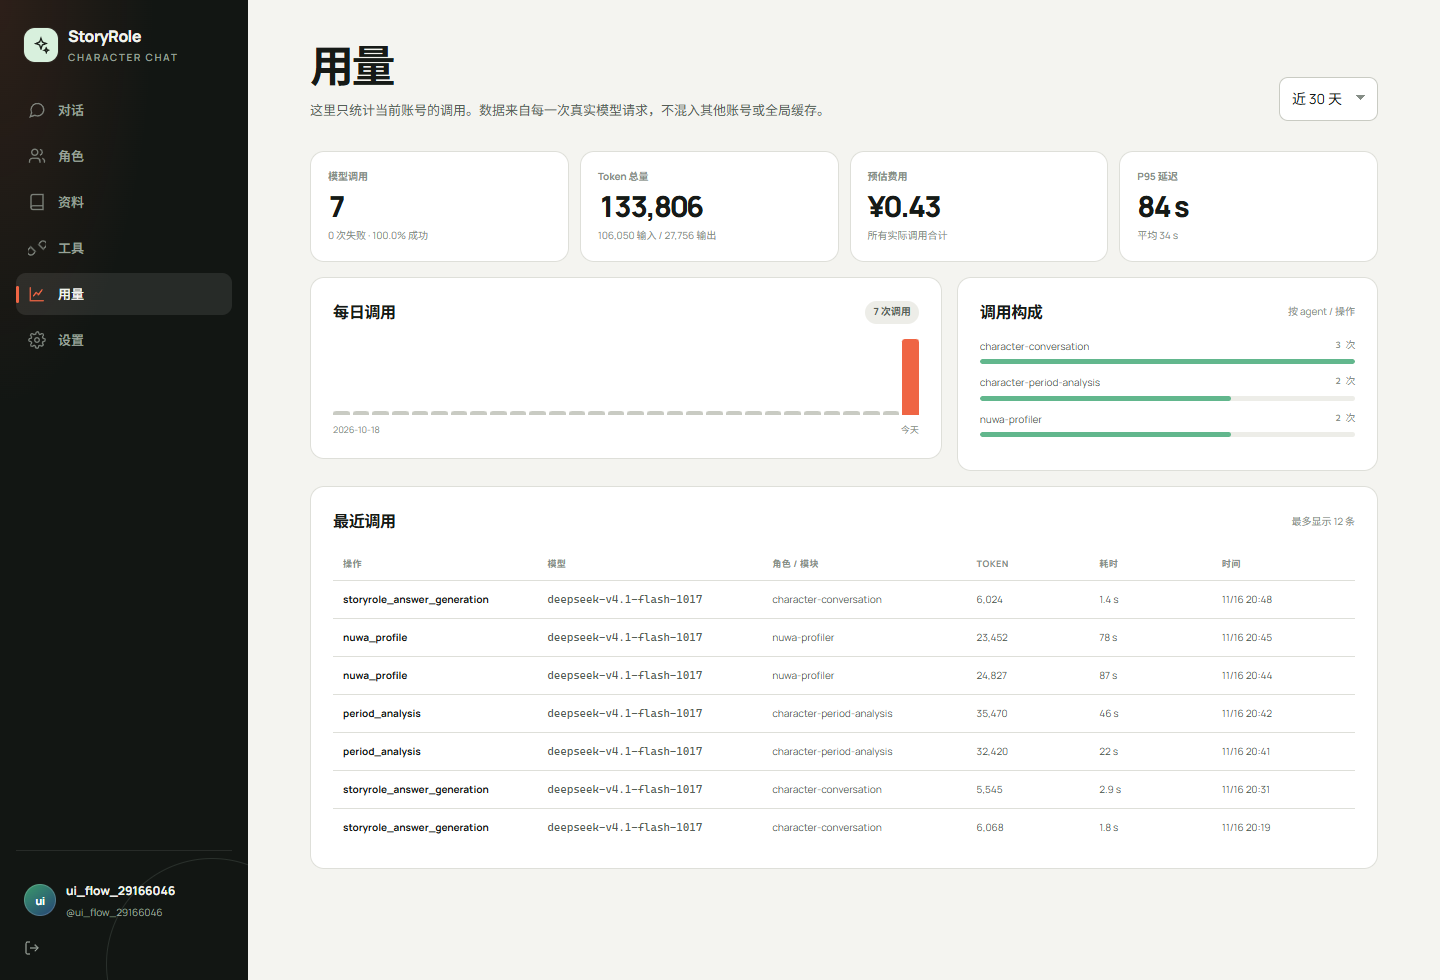 StoryRole
CHARACTER CHAT
对话
角色
资料
工具
用量
设置
ui
ui_flow_29166046
@ui_flow_29166046
用量
这里只统计当前账号的调用。数据来自每一次真实模型请求，不混入其他账号或全局缓存。
近 30 天
模型调用
7
0 次失败 · 100.0% 成功
Token 总量
133,806
106,050 输入 / 27,756 输出
预估费用
¥0.43
所有实际调用合计
P95 延迟
84 s
平均 34 s
每日调用
7 次调用
2026-10-18
今天
调用构成
按 agent / 操作
character-conversation 3 次
character-period-analysis 2 次
nuwa-profiler 2 次
最近调用
最多显示 12 条
操作 模型 角色 / 模块 TOKEN 耗时 时间
storyrole_answer_generation deepseek-v4.1-flash-1017 character-conversation 6,024 1.4 s 11/16 20:48
nuwa_profile deepseek-v4.1-flash-1017 nuwa-profiler 23,452 78 s 11/16 20:45
nuwa_profile deepseek-v4.1-flash-1017 nuwa-profiler 24,827 87 s 11/16 20:44
period_analysis deepseek-v4.1-flash-1017 character-period-analysis 35,470 46 s 11/16 20:42
period_analysis deepseek-v4.1-flash-1017 character-period-analysis 32,420 22 s 11/16 20:41
storyrole_answer_generation deepseek-v4.1-flash-1017 character-conversation 5,545 2.9 s 11/16 20:31
storyrole_answer_generation deepseek-v4.1-flash-1017 character-conversation 6,068 1.8 s 11/16 20:19